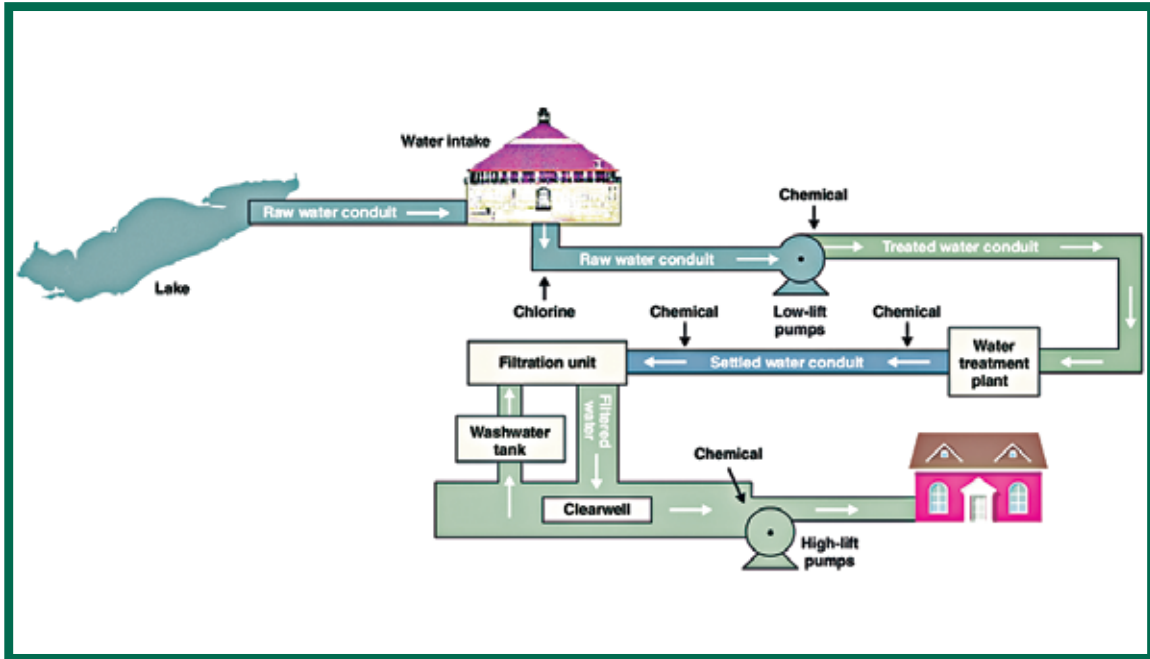 Water intake
Raw water conduit
Lake
Chlorine
Raw water conduit
Chemical
Low-lift
pumps
Treated water conduit
Chemical
Chemical
Water
treatment
plant
Settled water conduit
Filtration unit
Washwater
tank
Filtered
water
Clearwell
Chemical
High-lift
pumps